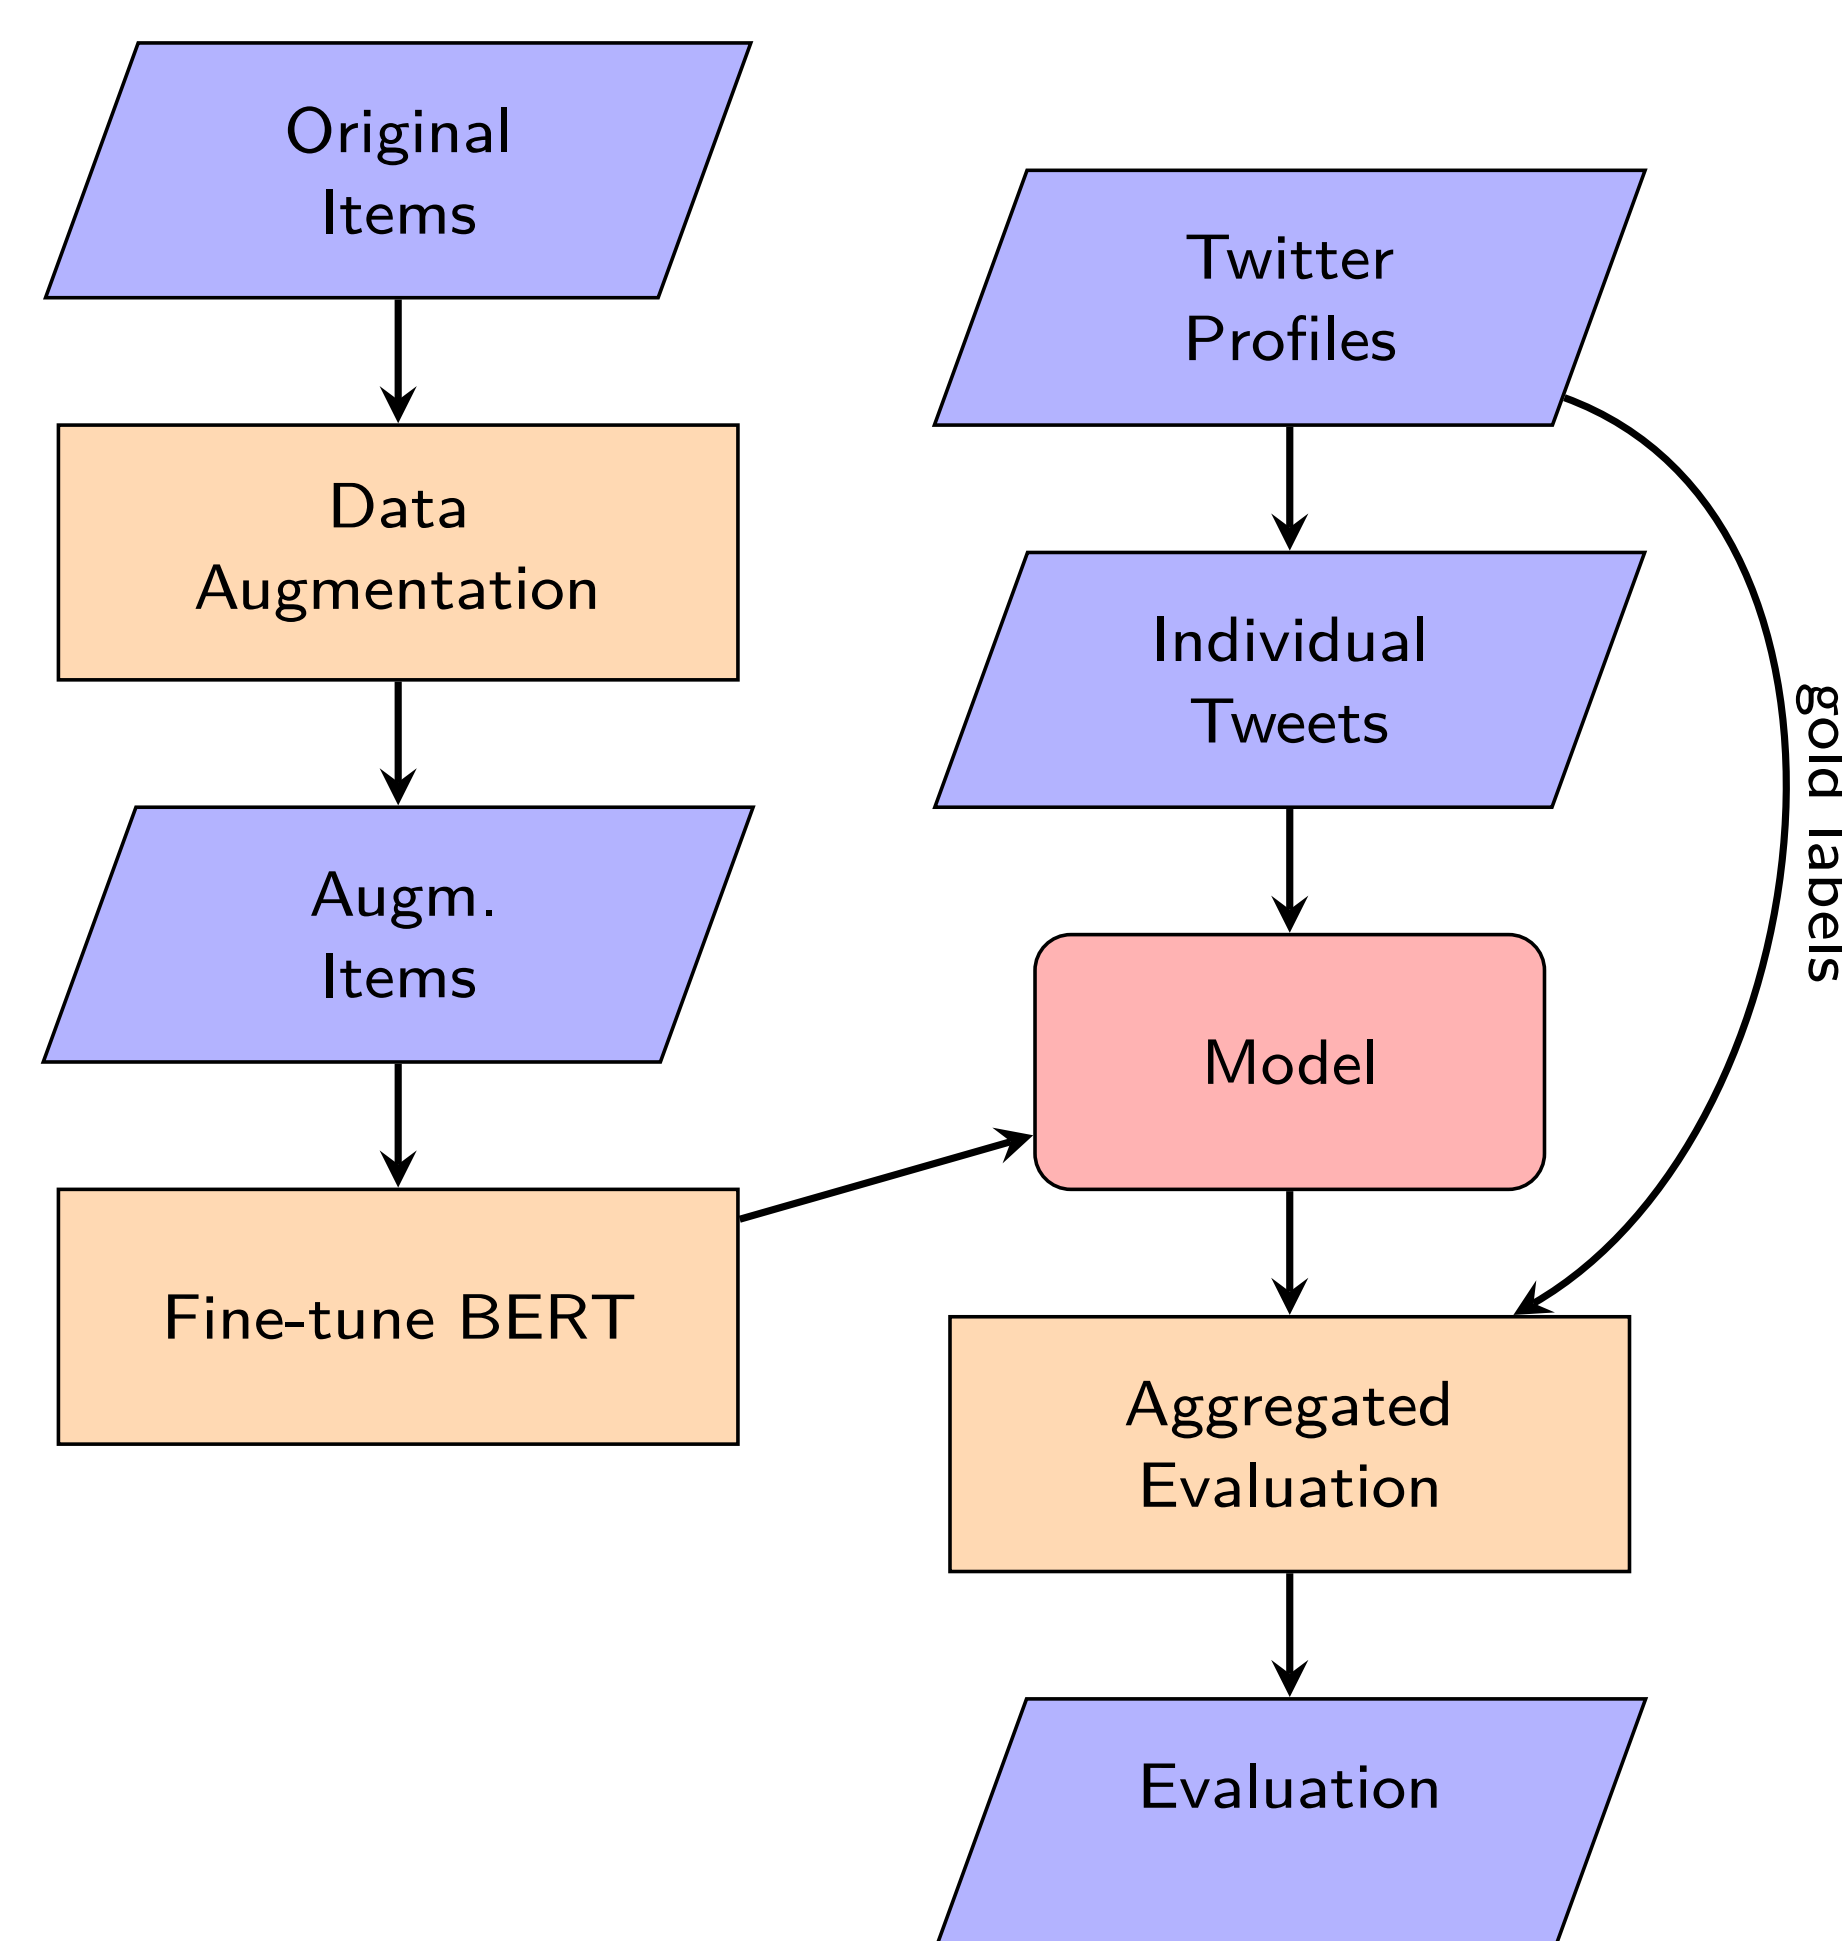 Original
Items
Data
Augmentation
Augm.
Items
Fine-tune BERT
Twitter
Profiles
Individual
Tweets
Model
Aggregated
Evaluation
Evaluation
gold labels